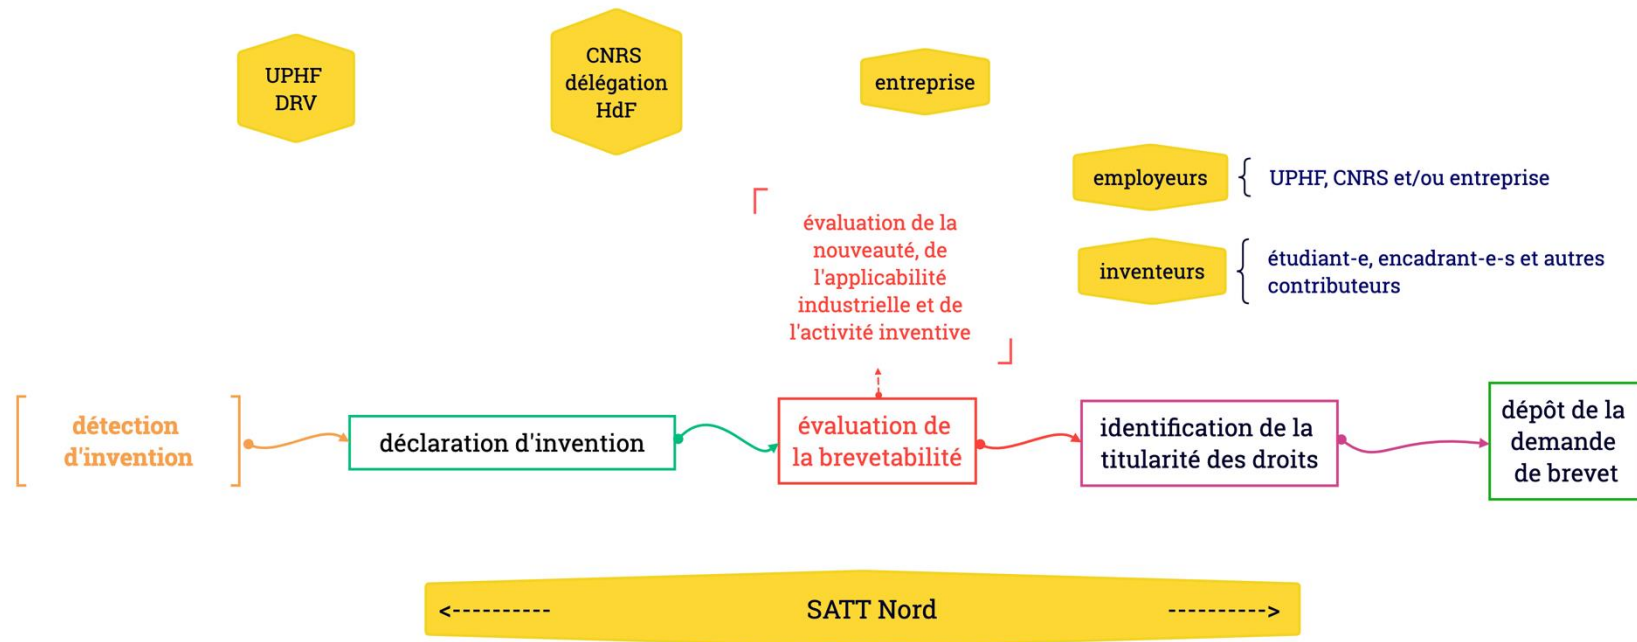 UPHF
DRV
CNRS
délégation
HdF
entreprise
employeurs
UPHF, CNRS et/ou entreprise
inventeurs
étudiant-e, encadrant-e-s et autres
contributeurs
évaluation de la
nouveauté, de
l'applicabilité
industrielle et de
l'activité inventive
détection
d'invention
déclaration d'invention
évaluation de
la brevetabilité
identification de la
titularité des droits
dépôt de la
demande
de brevet
<---------- SATT Nord ---------->